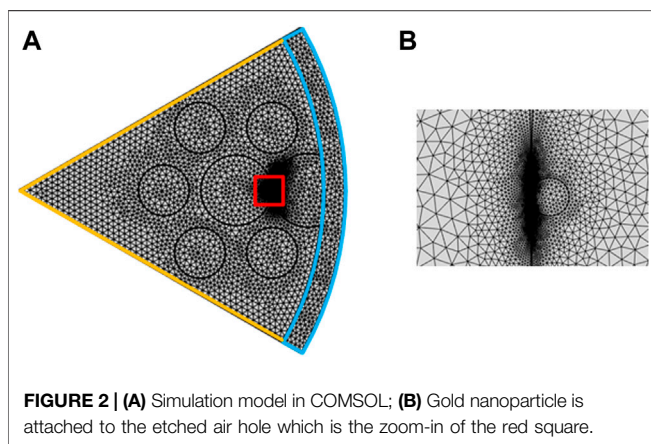 A
B
FIGURE 2 | (A) Simulation model in COMSOL; (B) Gold nanoparticle is
attached to the etched air hole which is the zoom-in of the red square.